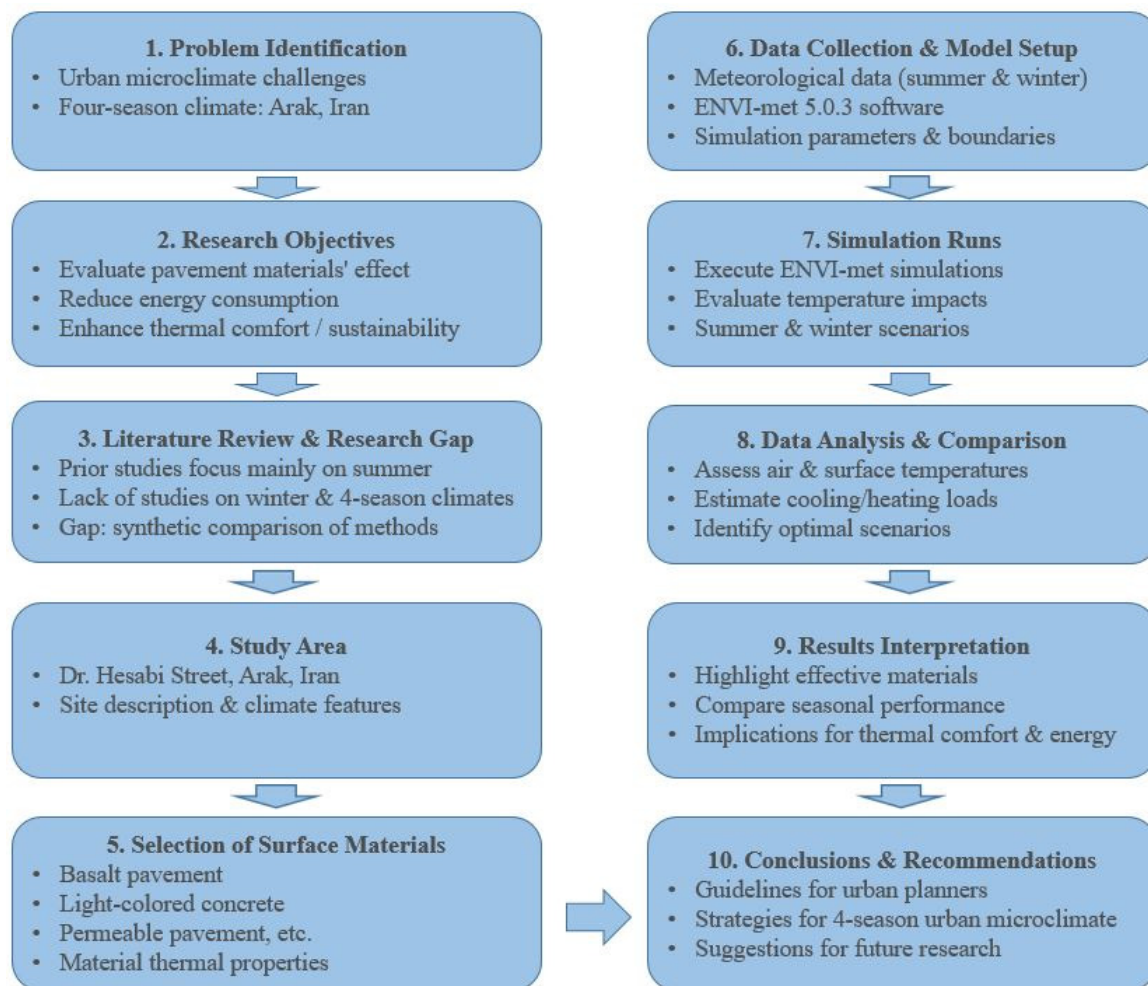 1. Problem Identification
• Urban microclimate challenges
• Four-season climate: Arak, Iran
2. Research Objectives
• Evaluate pavement materials' effect
• Reduce energy consumption
• Enhance thermal comfort / sustainability
3. Literature Review & Research Gap
• Prior studies focus mainly on summer
• Lack of studies on winter & 4-season climates
• Gap: synthetic comparison of methods
4. Study Area
• Dr. Hesabi Street, Arak, Iran
• Site description & climate features
5. Selection of Surface Materials
• Basalt pavement
• Light-colored concrete
• Permeable pavement, etc.
• Material thermal properties
6. Data Collection & Model Setup
• Meteorological data (summer & winter)
• ENVI-met 5.0.3 software
• Simulation parameters & boundaries
7. Simulation Runs
• Execute ENVI-met simulations
• Evaluate temperature impacts
• Summer & winter scenarios
8. Data Analysis & Comparison
• Assess air & surface temperatures
• Estimate cooling/heating loads
• Identify optimal scenarios
9. Results Interpretation
• Highlight effective materials
• Compare seasonal performance
• Implications for thermal comfort & energy
10. Conclusions & Recommendations
• Guidelines for urban planners
• Strategies for 4-season urban microclimate
• Suggestions for future research